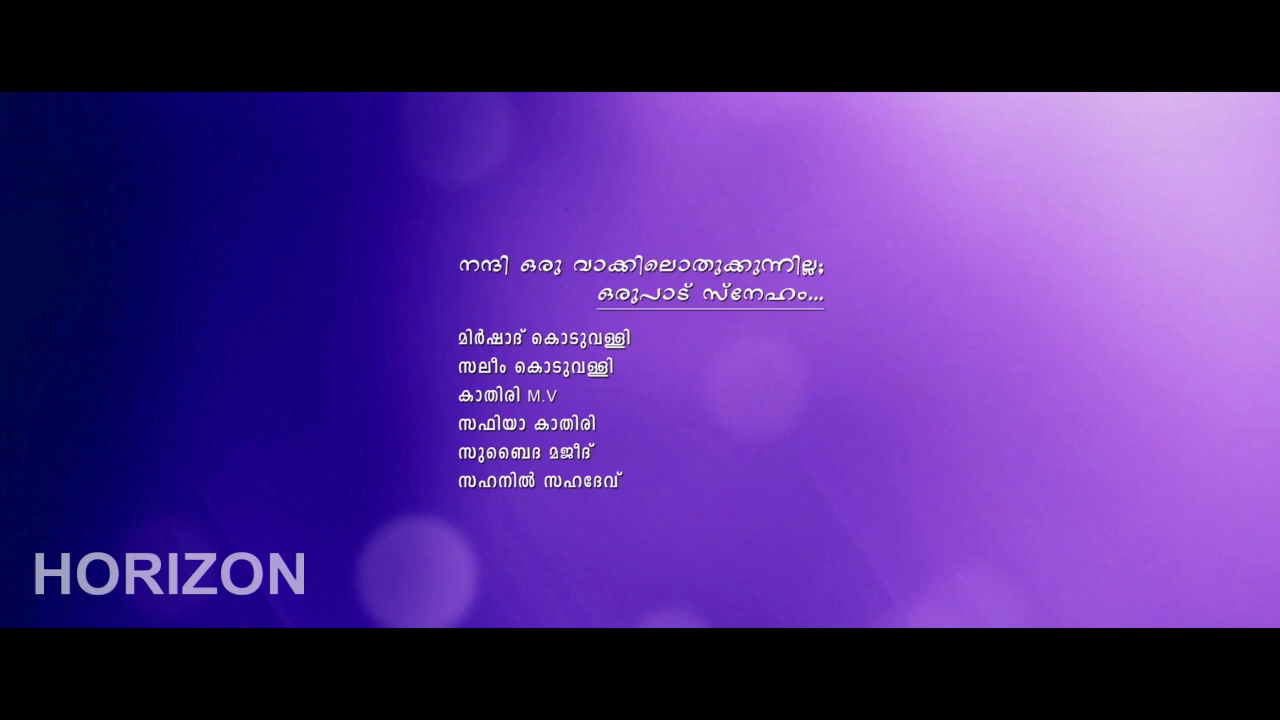 നന്ദി ഒരു വാക്കിലൊതുക്കുന്നില്ല;
ഒരുപാട് സ്നേഹം...
മിർഷാദ് കൊടുവള്ളി
സലീം കൊടുവള്ളി
കാതിരി M.V
സഫിയാ കാതിരി
സുബൈദ മജീദ്
സഹനിൽ സഹദേവ്
HORIZON